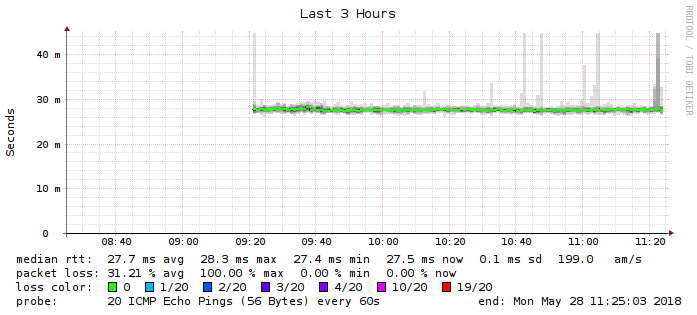 Last 3 Hours
RRDTOOL / TOBI OETIKER
Seconds
40 m
30 m
20 m
10 m
0
08:40 09:00 09:20 09:40 10:00 10:20 10:40 11:00 11:20
median rtt: 27.7 ms avg 28.3 ms max 27.4 ms min 27.5 ms now 0.1 ms sd 199.0 am/s
packet loss: 31.21 % avg 100.00 % max 0.00 % min 0.00 % now
loss color: 0 1/20 2/20 3/20 4/20 10/20 19/20
probe: 20 ICMP Echo Pings (56 Bytes) every 60s end: Mon May 28 11:25:03 2018